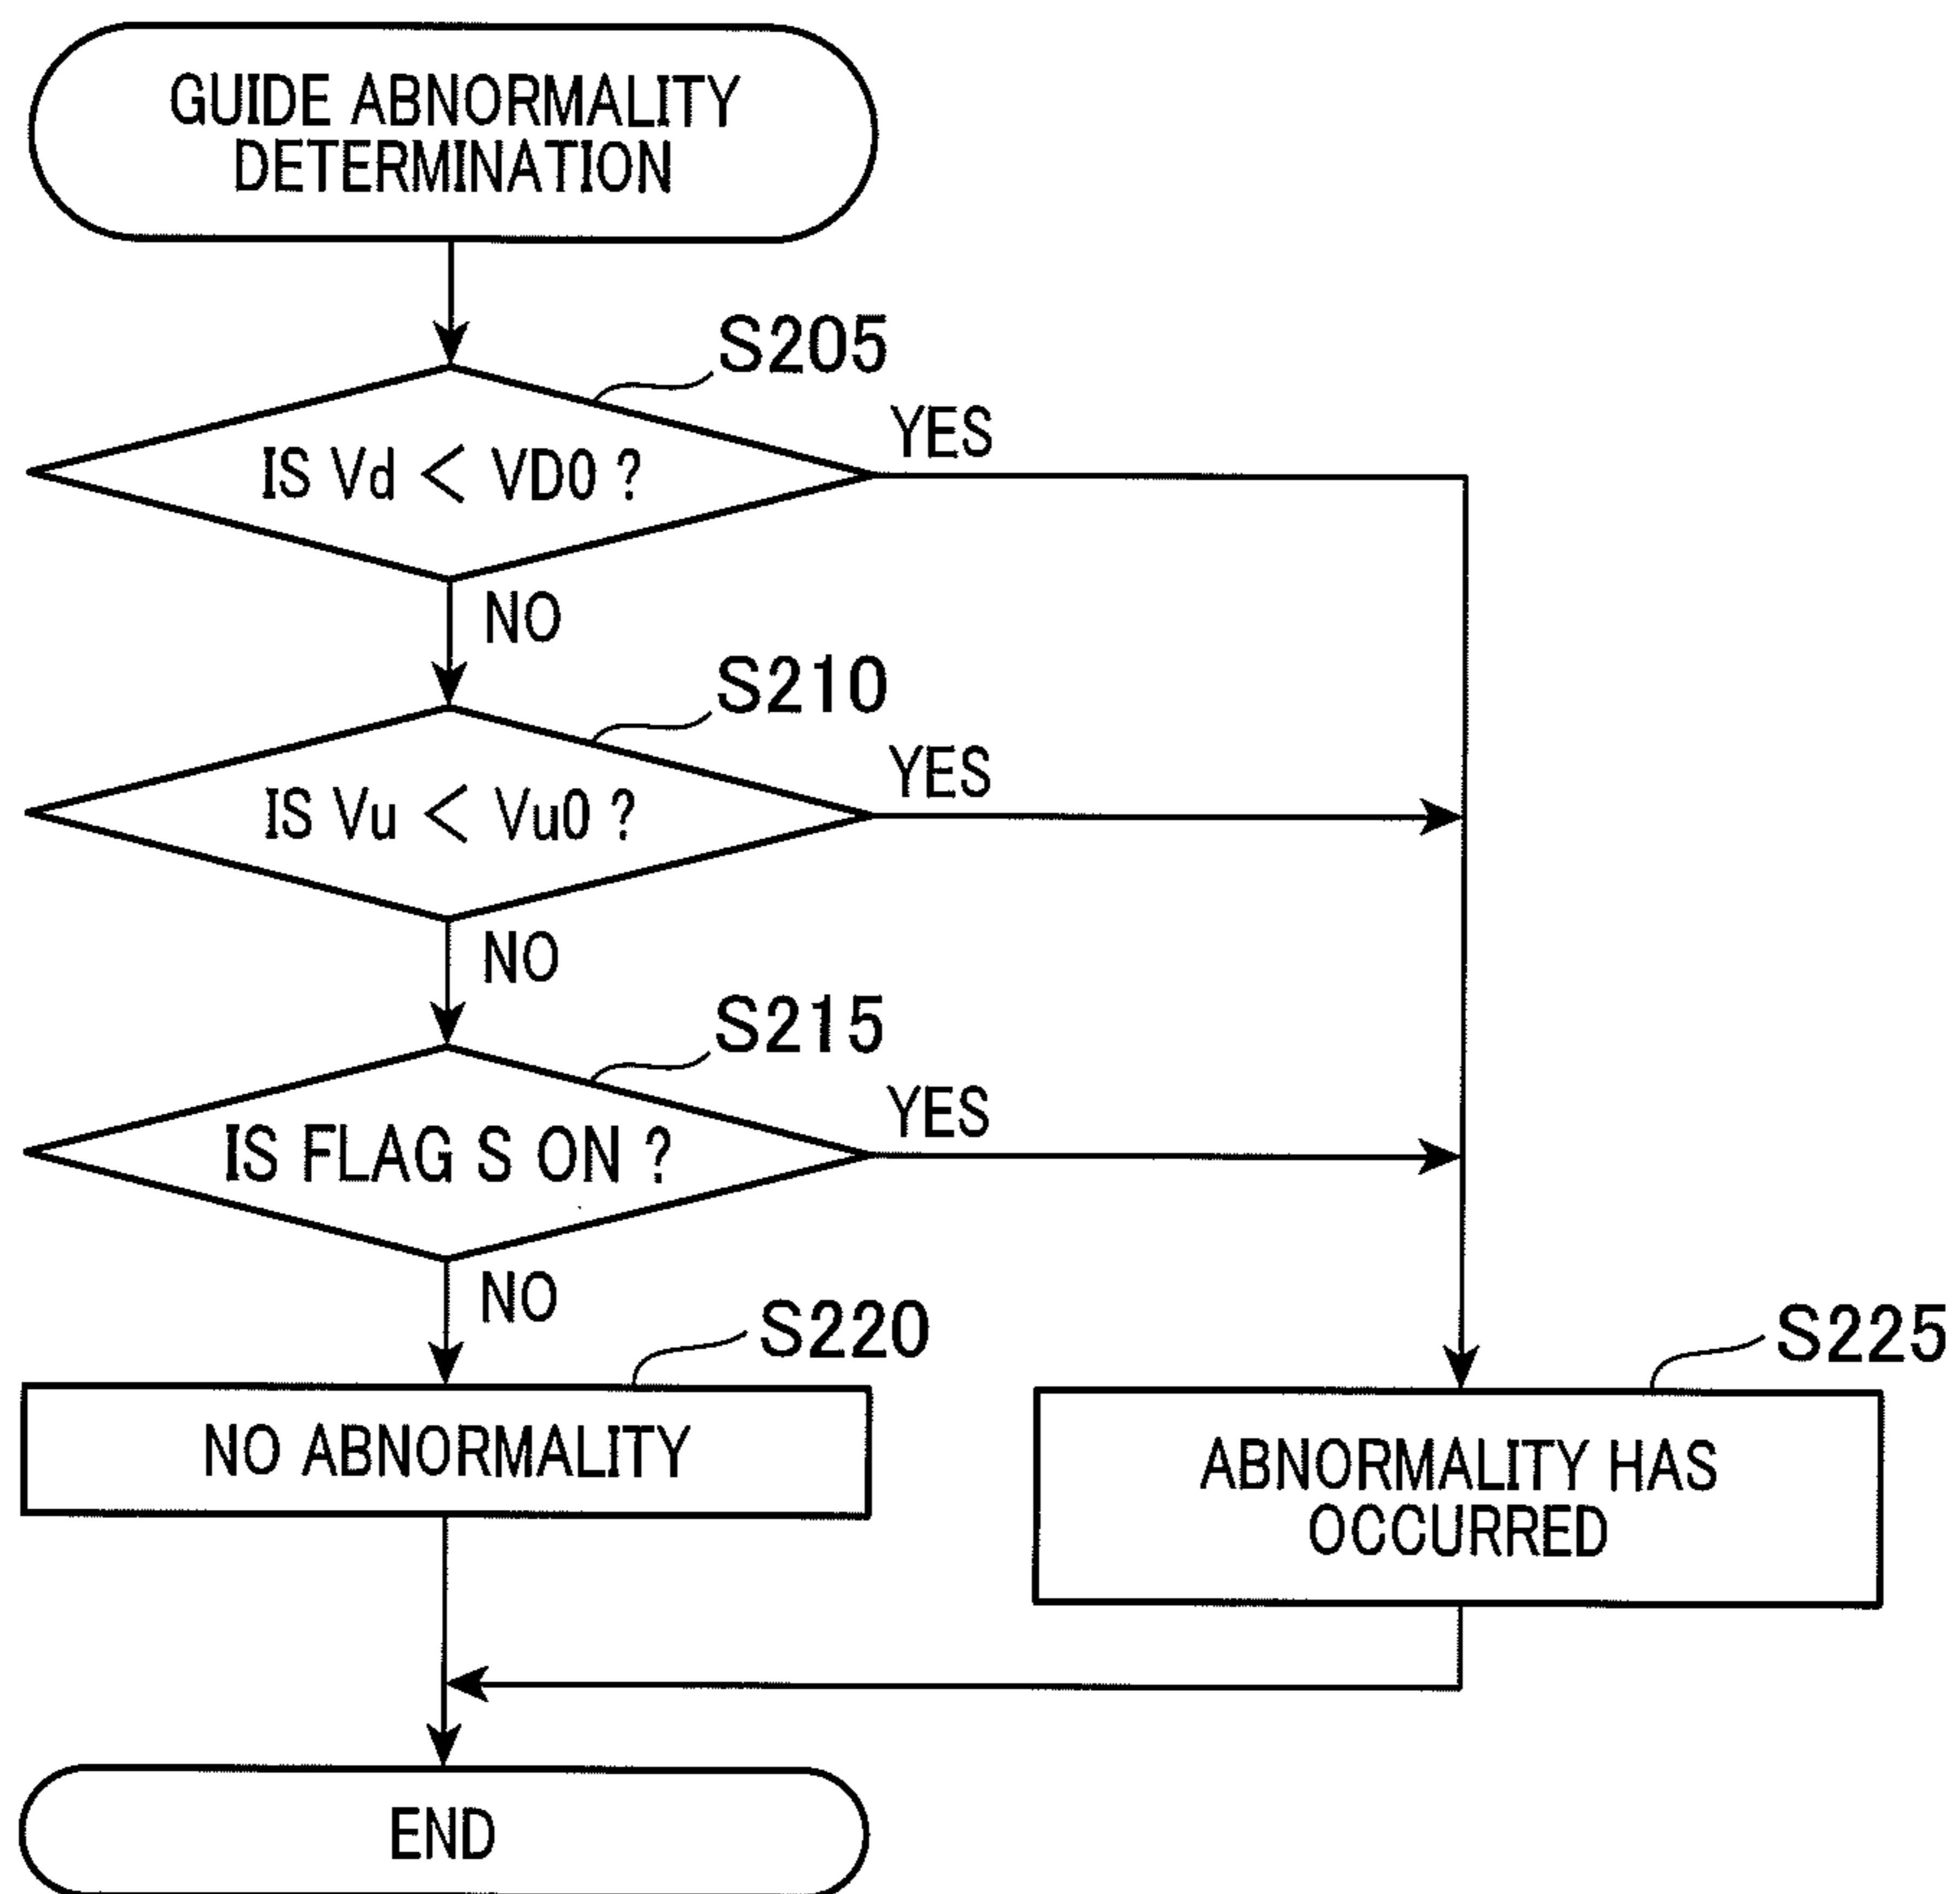 GUIDE ABNORMALITY
DETERMINATION
S205
IS Vd < VD0 ?
YES
NO
S210
IS Vu < Vu0 ?
YES
NO
S215
IS FLAG S ON ?
YES
NO
S220
NO ABNORMALITY
S225
ABNORMALITY HAS
OCCURRED
END